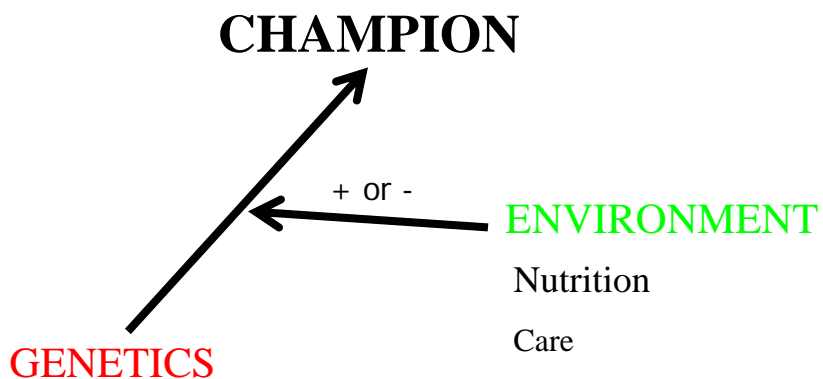 CHAMPION
+ or -
ENVIRONMENT
Nutrition
Care
GENETICS